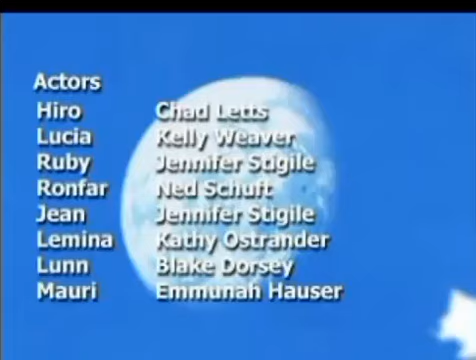 Actors
Hiro Chad Letts
Lucia Kelly Weaver
Ruby Jennifer Stigile
Ronfar Ned Schuft
Jean Jennifer Stigile
Lemina Kathy Ostrander
Lunn Blake Dorsey
Mauri Emmunah Hauser